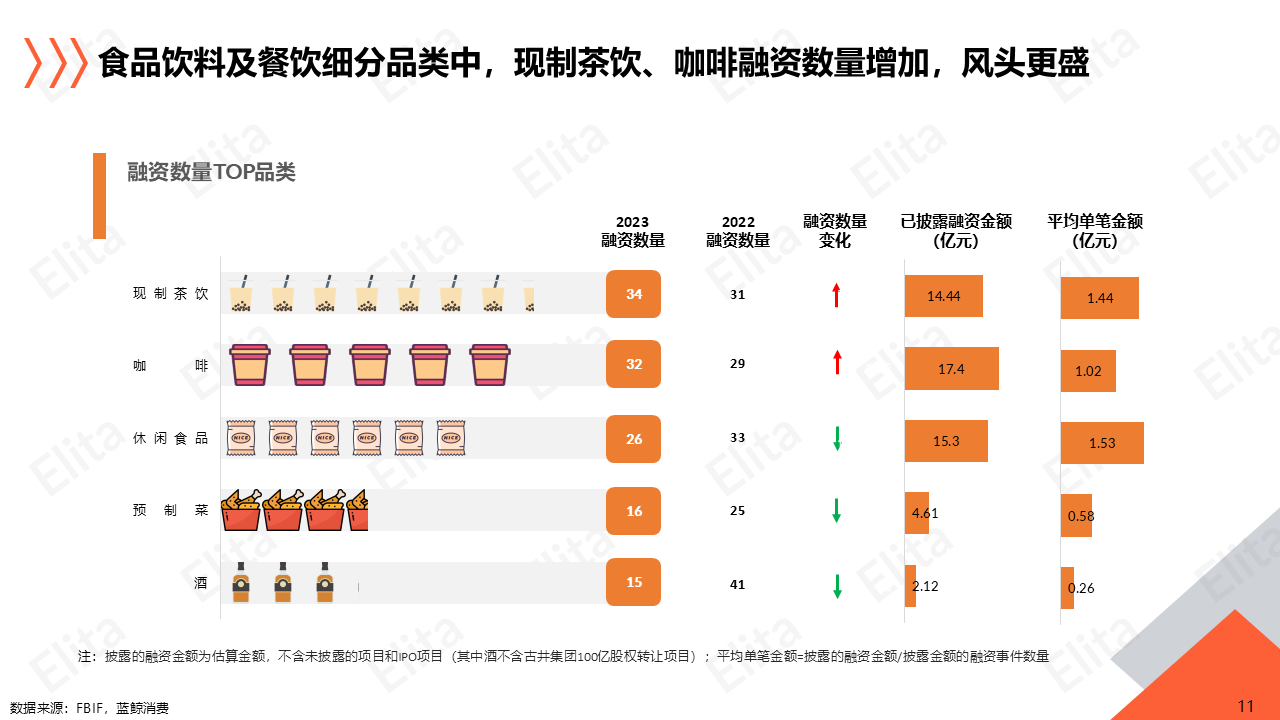 食品饮料及餐饮细分品类中，现制茶饮、咖啡融资数量增加，风头更盛
融资数量TOP品类
2023
融资数量
2022
融资数量
融资数量
变化
已披露融资金额
（亿元）
平均单笔金额
（亿元）
现制茶饮
34
31
14.44
1.44
咖啡
32
29
17.4
1.02
休闲食品
NICE NICE NICE NICE NICE NICE
26
33
15.3
1.53
预制菜
16
25
4.61
0.58
酒
15
41
2.12
0.26
注：披露的融资金额为估算金额，不含未披露的项目和IPO项目（其中酒不含古井集团100亿股权转让项目）；平均单笔金额=披露的融资金额/披露金额的融资事件数量
数据来源：FBIF，蓝鲸消费
11
Elita